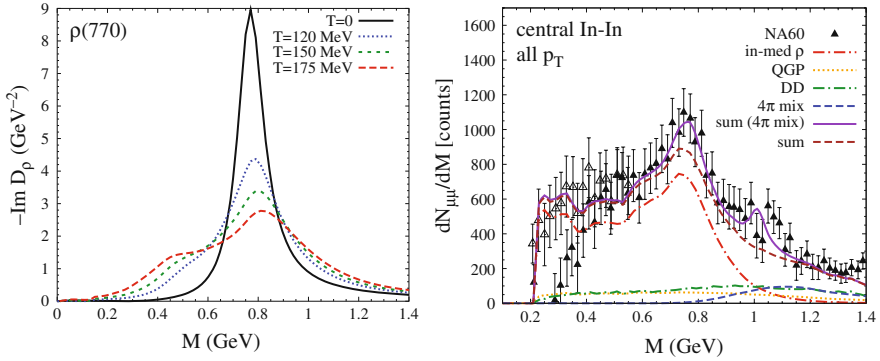 ρ(770)
T=0
T=120 MeV
T=150 MeV
T=175 MeV
−Im Dρ (GeV⁻²)
9
8
7
6
5
4
3
2
1
0
0 0.2 0.4 0.6 0.8 1 1.2 1.4
M (GeV)
central In-In
all pT
NA60
in-med ρ
QGP
DD
4π mix
sum (4π mix)
sum
dNμμ/dM [counts]
1600
1400
1200
1000
800
600
400
200
0
0.2 0.4 0.6 0.8 1 1.2 1.4
M (GeV)